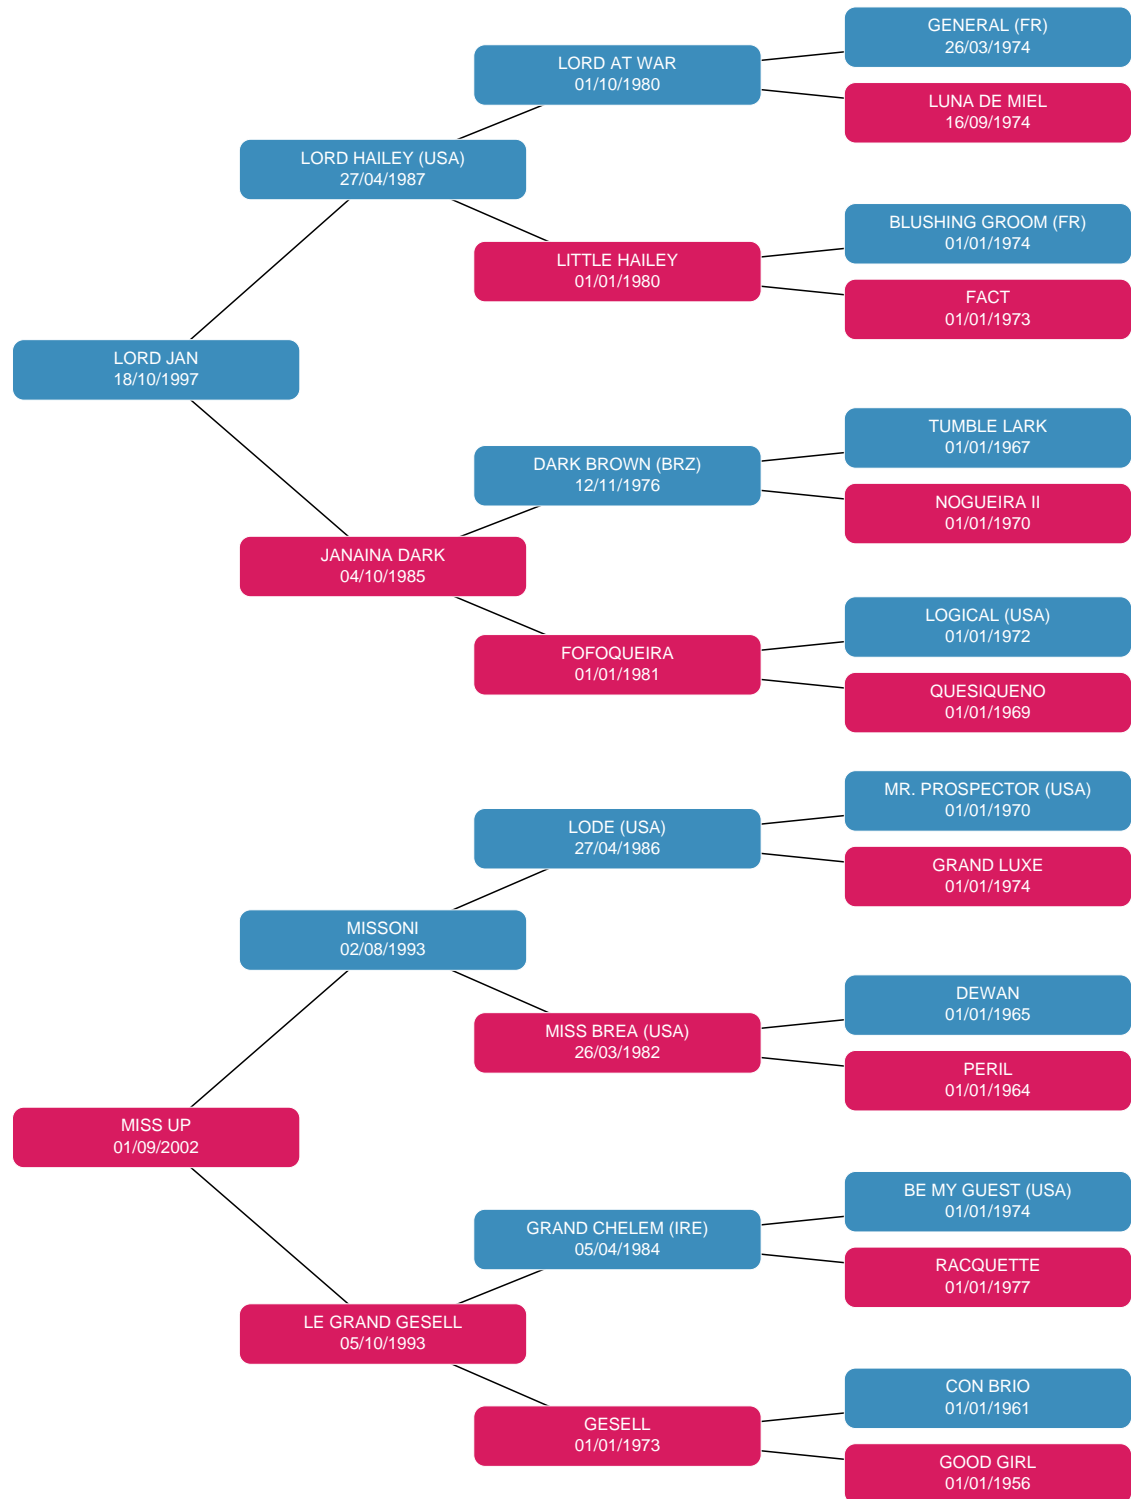 GENERAL (FR)
26/03/1974
LORD AT WAR
01/10/1980
LUNA DE MIEL
16/09/1974
LORD HAILEY (USA)
27/04/1987
BLUSHING GROOM (FR)
01/01/1974
LITTLE HAILEY
01/01/1980
FACT
01/01/1973
LORD JAN
18/10/1997
TUMBLE LARK
01/01/1967
DARK BROWN (BRZ)
12/11/1976
NOGUEIRA II
01/01/1970
JANAINA DARK
04/10/1985
LOGICAL (USA)
01/01/1972
FOFOQUEIRA
01/01/1981
QUESIQUENO
01/01/1969
MR. PROSPECTOR (USA)
01/01/1970
LODE (USA)
27/04/1986
GRAND LUXE
01/01/1974
MISSONI
02/08/1993
DEWAN
01/01/1965
MISS BREA (USA)
26/03/1982
PERIL
01/01/1964
MISS UP
01/09/2002
BE MY GUEST (USA)
01/01/1974
GRAND CHELEM (IRE)
05/04/1984
RACQUETTE
01/01/1977
LE GRAND GESELL
05/10/1993
CON BRIO
01/01/1961
GESELL
01/01/1973
GOOD GIRL
01/01/1956